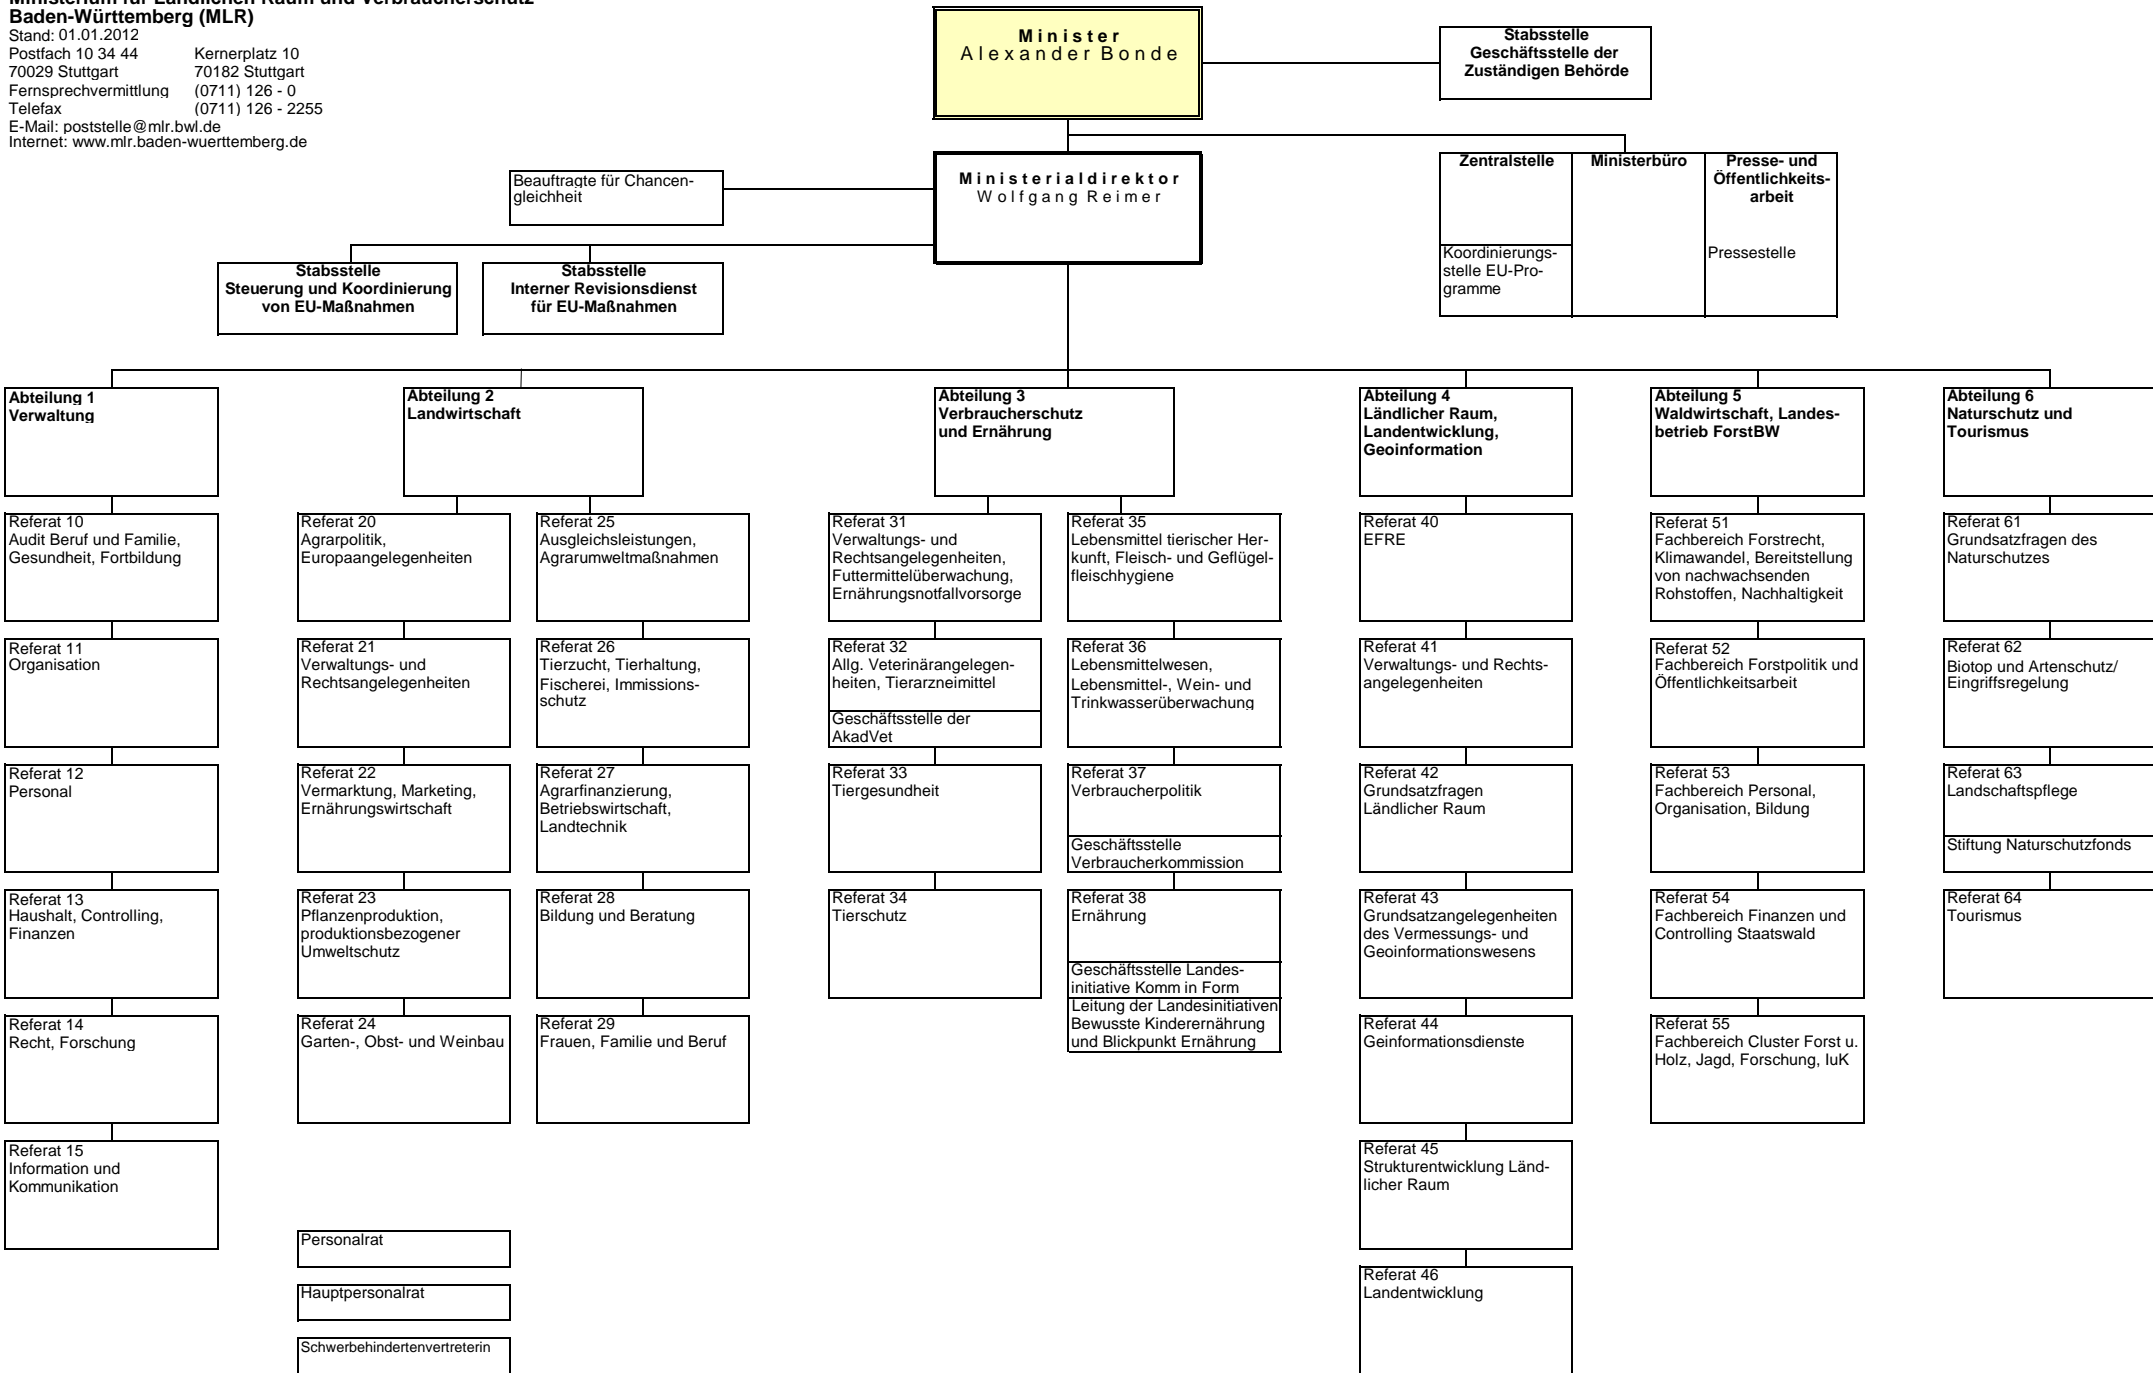 Ministerium für Ländlichen Raum und Verbraucherschutz
Baden-Württemberg (MLR)
Stand: 01.01.2012
Postfach 10 34 44 Kernerplatz 10
70029 Stuttgart 70182 Stuttgart
Fernsprechvermittlung (0711) 126 - 0
Telefax (0711) 126 - 2255
E-Mail: poststelle@mlr.bwl.de
Internet: www.mlr.baden-wuerttemberg.de
Minister
Alexander Bonde
Stabsstelle
Geschäftsstelle der
Zuständigen Behörde
Ministerialdirektor
Wolfgang Reimer
Zentralstelle
Koordinierungs-
stelle EU-Pro-
gramme
Ministerbüro
Presse- und
Öffentlichkeits-
arbeit
Pressestelle
Beauftragte für Chancen-
gleichheit
Stabsstelle
Steuerung und Koordinierung
von EU-Maßnahmen
Stabsstelle
Interner Revisionsdienst
für EU-Maßnahmen
Abteilung 1
Verwaltung
Referat 10
Audit Beruf und Familie,
Gesundheit, Fortbildung
Referat 11
Organisation
Referat 12
Personal
Referat 13
Haushalt, Controlling,
Finanzen
Referat 14
Recht, Forschung
Referat 15
Information und
Kommunikation
Abteilung 2
Landwirtschaft
Referat 20
Agrarpolitik,
Europaangelegenheiten
Referat 21
Verwaltungs- und
Rechtsangelegenheiten
Referat 22
Vermarktung, Marketing,
Ernährungswirtschaft
Referat 23
Pflanzenproduktion,
produktionsbezogener
Umweltschutz
Referat 24
Garten-, Obst- und Weinbau
Referat 25
Ausgleichsleistungen,
Agrarumweltmaßnahmen
Referat 26
Tierzucht, Tierhaltung,
Fischerei, Immissions-
schutz
Referat 27
Agrarfinanzierung,
Betriebswirtschaft,
Landtechnik
Referat 28
Bildung und Beratung
Referat 29
Frauen, Familie und Beruf
Personalrat
Hauptpersonalrat
Schwerbehindertenvertreterin
Abteilung 3
Verbraucherschutz
und Ernährung
Referat 31
Verwaltungs- und
Rechtsangelegenheiten,
Futtermittelüberwachung,
Ernährungsnotfallvorsorge
Referat 32
Allg. Veterinärangelegen-
heiten, Tierarzneimittel
Geschäftsstelle der
AkadVet
Referat 33
Tiergesundheit
Referat 34
Tierschutz
Referat 35
Lebensmittel tierischer Her-
kunft, Fleisch- und Geflügel-
fleischhygiene
Referat 36
Lebensmittelwesen,
Lebensmittel-, Wein- und
Trinkwasserüberwachung
Referat 37
Verbraucherpolitik
Geschäftsstelle
Verbraucherkommission
Referat 38
Ernährung
Geschäftsstelle Landes-
initiative Komm in Form
Leitung der Landesinitiativen
Bewusste Kinderernährung
und Blickpunkt Ernährung
Abteilung 4
Ländlicher Raum,
Landentwicklung,
Geoinformation
Referat 40
EFRE
Referat 41
Verwaltungs- und Rechts-
angelegenheiten
Referat 42
Grundsatzfragen
Ländlicher Raum
Referat 43
Grundsatzangelegenheiten
des Vermessungs- und
Geoinformationswesens
Referat 44
Geinformationsdienste
Referat 45
Strukturentwicklung Länd-
licher Raum
Referat 46
Landentwicklung
Abteilung 5
Waldwirtschaft, Landes-
betrieb ForstBW
Referat 51
Fachbereich Forstrecht,
Klimawandel, Bereitstellung
von nachwachsenden
Rohstoffen, Nachhaltigkeit
Referat 52
Fachbereich Forstpolitik und
Öffentlichkeitsarbeit
Referat 53
Fachbereich Personal,
Organisation, Bildung
Referat 54
Fachbereich Finanzen und
Controlling Staatswald
Referat 55
Fachbereich Cluster Forst u.
Holz, Jagd, Forschung, IuK
Abteilung 6
Naturschutz und
Tourismus
Referat 61
Grundsatzfragen des
Naturschutzes
Referat 62
Biotop und Artenschutz/
Eingriffsregelung
Referat 63
Landschaftspflege
Stiftung Naturschutzfonds
Referat 64
Tourismus